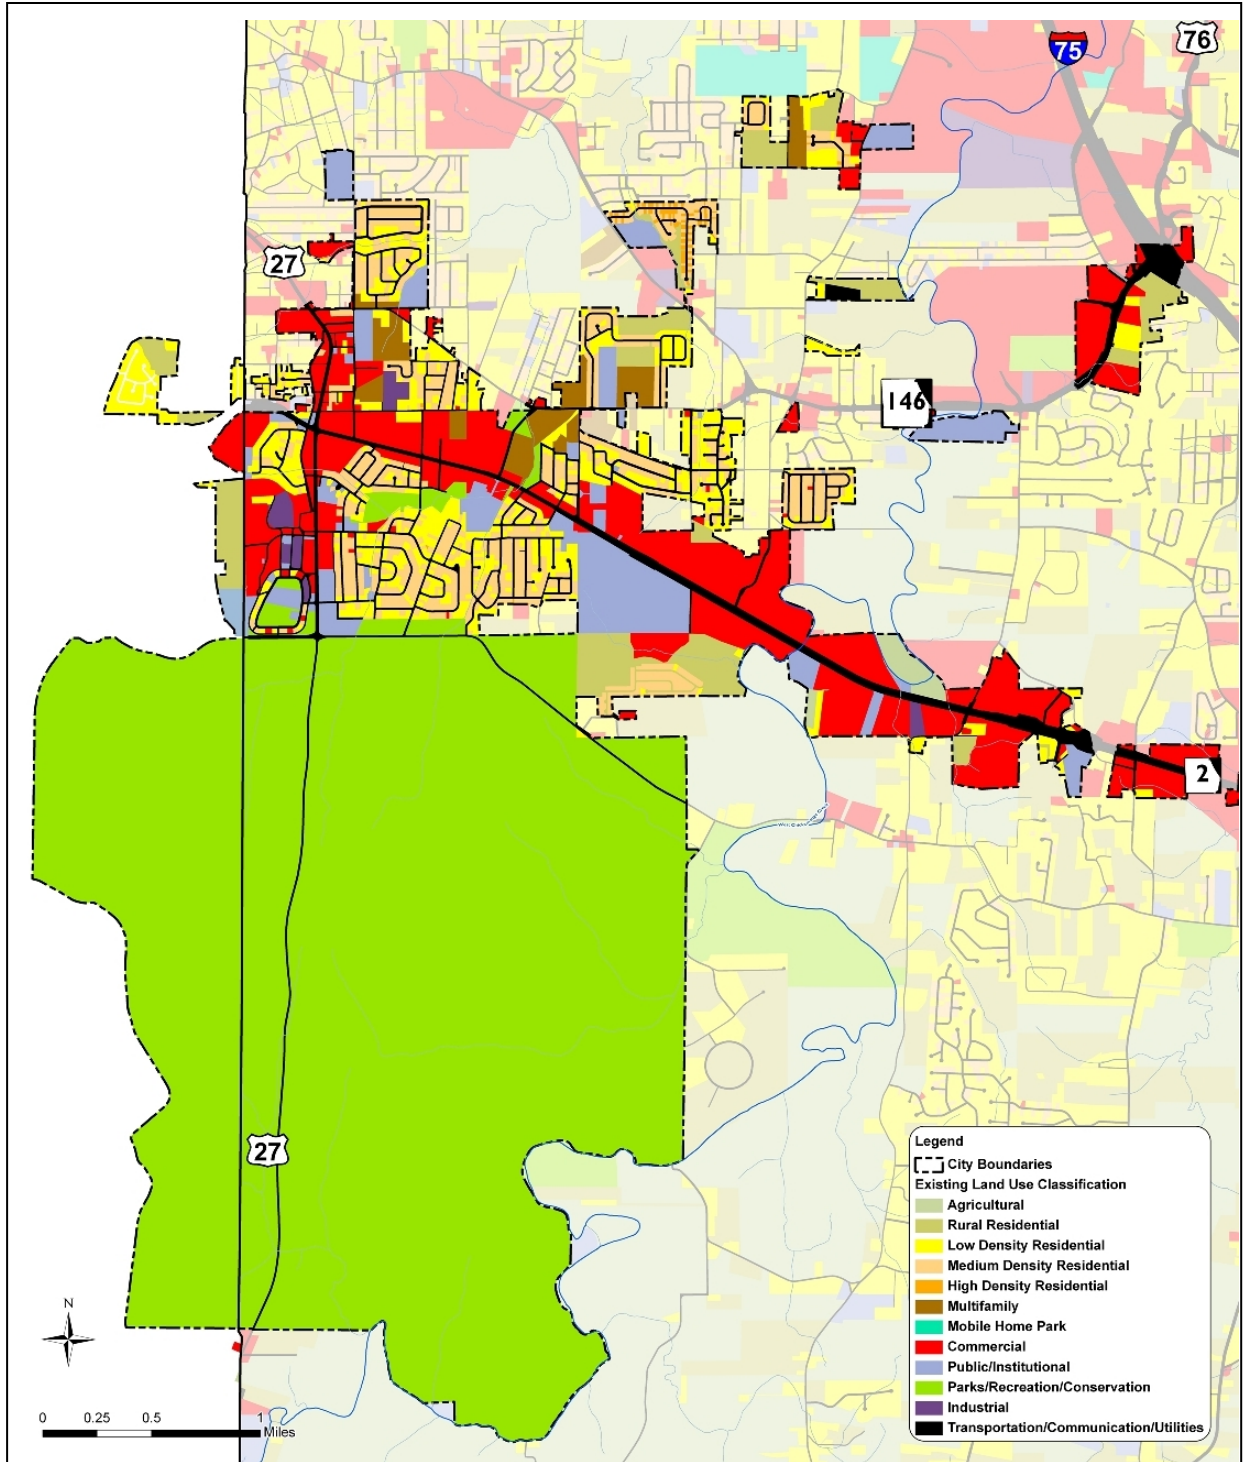 75
76
27
146
2
27
Legend
City Boundaries
Existing Land Use Classification
Agricultural
Rural Residential
Low Density Residential
Medium Density Residential
High Density Residential
Multifamily
Mobile Home Park
Commercial
Public/Institutional
Parks/Recreation/Conservation
Industrial
Transportation/Communication/Utilities
N
0 0.25 0.5 1
Miles